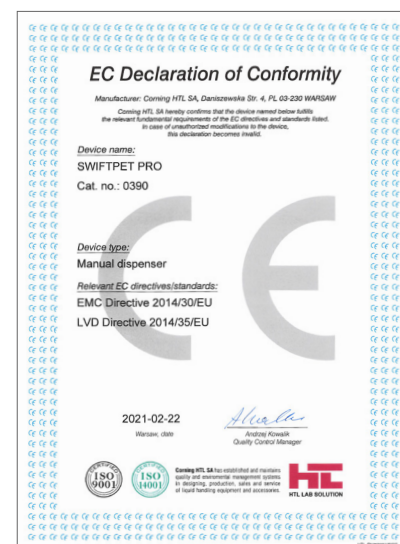 EC Declaration of Conformity
Manufacturer: Corning HTL SA, Daniszewska Str. 4, PL 03-230 WARSAW
Corning HTL SA hereby confirms that the device named below fulfills
the relevant fundamental requirements of the EC directives and standards listed.
In case of unauthorized modifications to the device,
this declaration becomes invalid.
Device name:
SWIFTPET PRO
Cat. no.: 0390
CE
Device type:
Manual dispenser
Relevant EC directives/standards:
EMC Directive 2014/30/EU
LVD Directive 2014/35/EU
2021-02-22
Warsaw, date
Andrzej Kowalik
Quality Control Manager
CERTIFIED
ISO
9001
CERTIFIED
ISO
14001
Corning HTL SA has established and maintains
quality and environmental management systems
in designing, production, sales and service
of liquid handling equipment and accessories.
HTL
HTL LAB SOLUTION